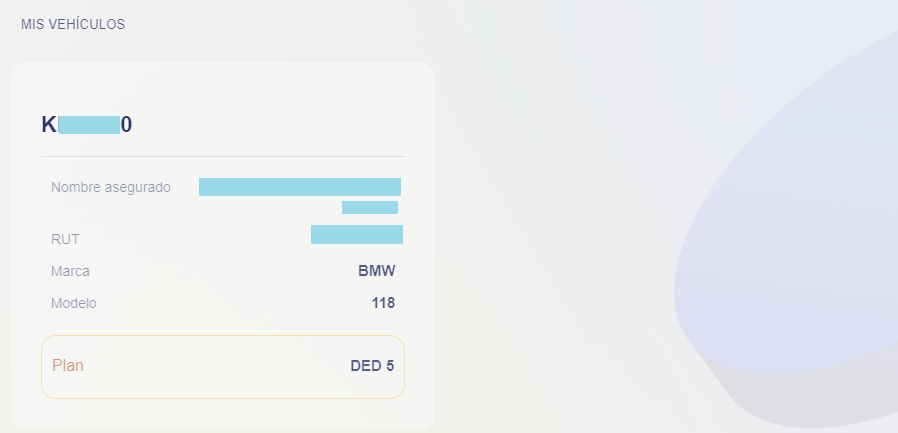 MIS VEHÍCULOS
K 0
Nombre asegurado
RUT
Marca BMW
Modelo 118
Plan DED 5